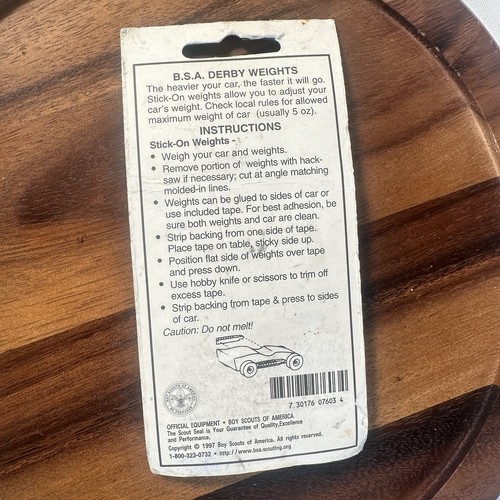 B.S.A. DERBY WEIGHTS
The heavier your car, the faster it will go.
Stick-On weights allow you to adjust your
car's weight. Check local rules for allowed
maximum weight of car (usually 5 oz).
INSTRUCTIONS
Stick-On Weights -
• Weigh your car and weights.
• Remove portion of weights with hack-
saw if necessary; cut at angle matching
molded-in lines.
• Weights can be glued to sides of car or
use included tape. For best adhesion, be
sure both weights and car are clean.
• Strip backing from one side of tape.
Place tape on table, sticky side up.
• Position flat side of weights over tape
and press down.
• Use hobby knife or scissors to trim off
excess tape.
• Strip backing from tape & press to sides
of car.
Caution: Do not melt!
7 30176 07603 4
OFFICIAL EQUIPMENT • BOY SCOUTS OF AMERICA
The Scout Seal is Your Guarantee of Quality,Excellence
and Performance.
Copyright © 1997 Boy Scouts of America. All rights reserved.
1-800-323-0732 • http://www.bsa.scouting.org